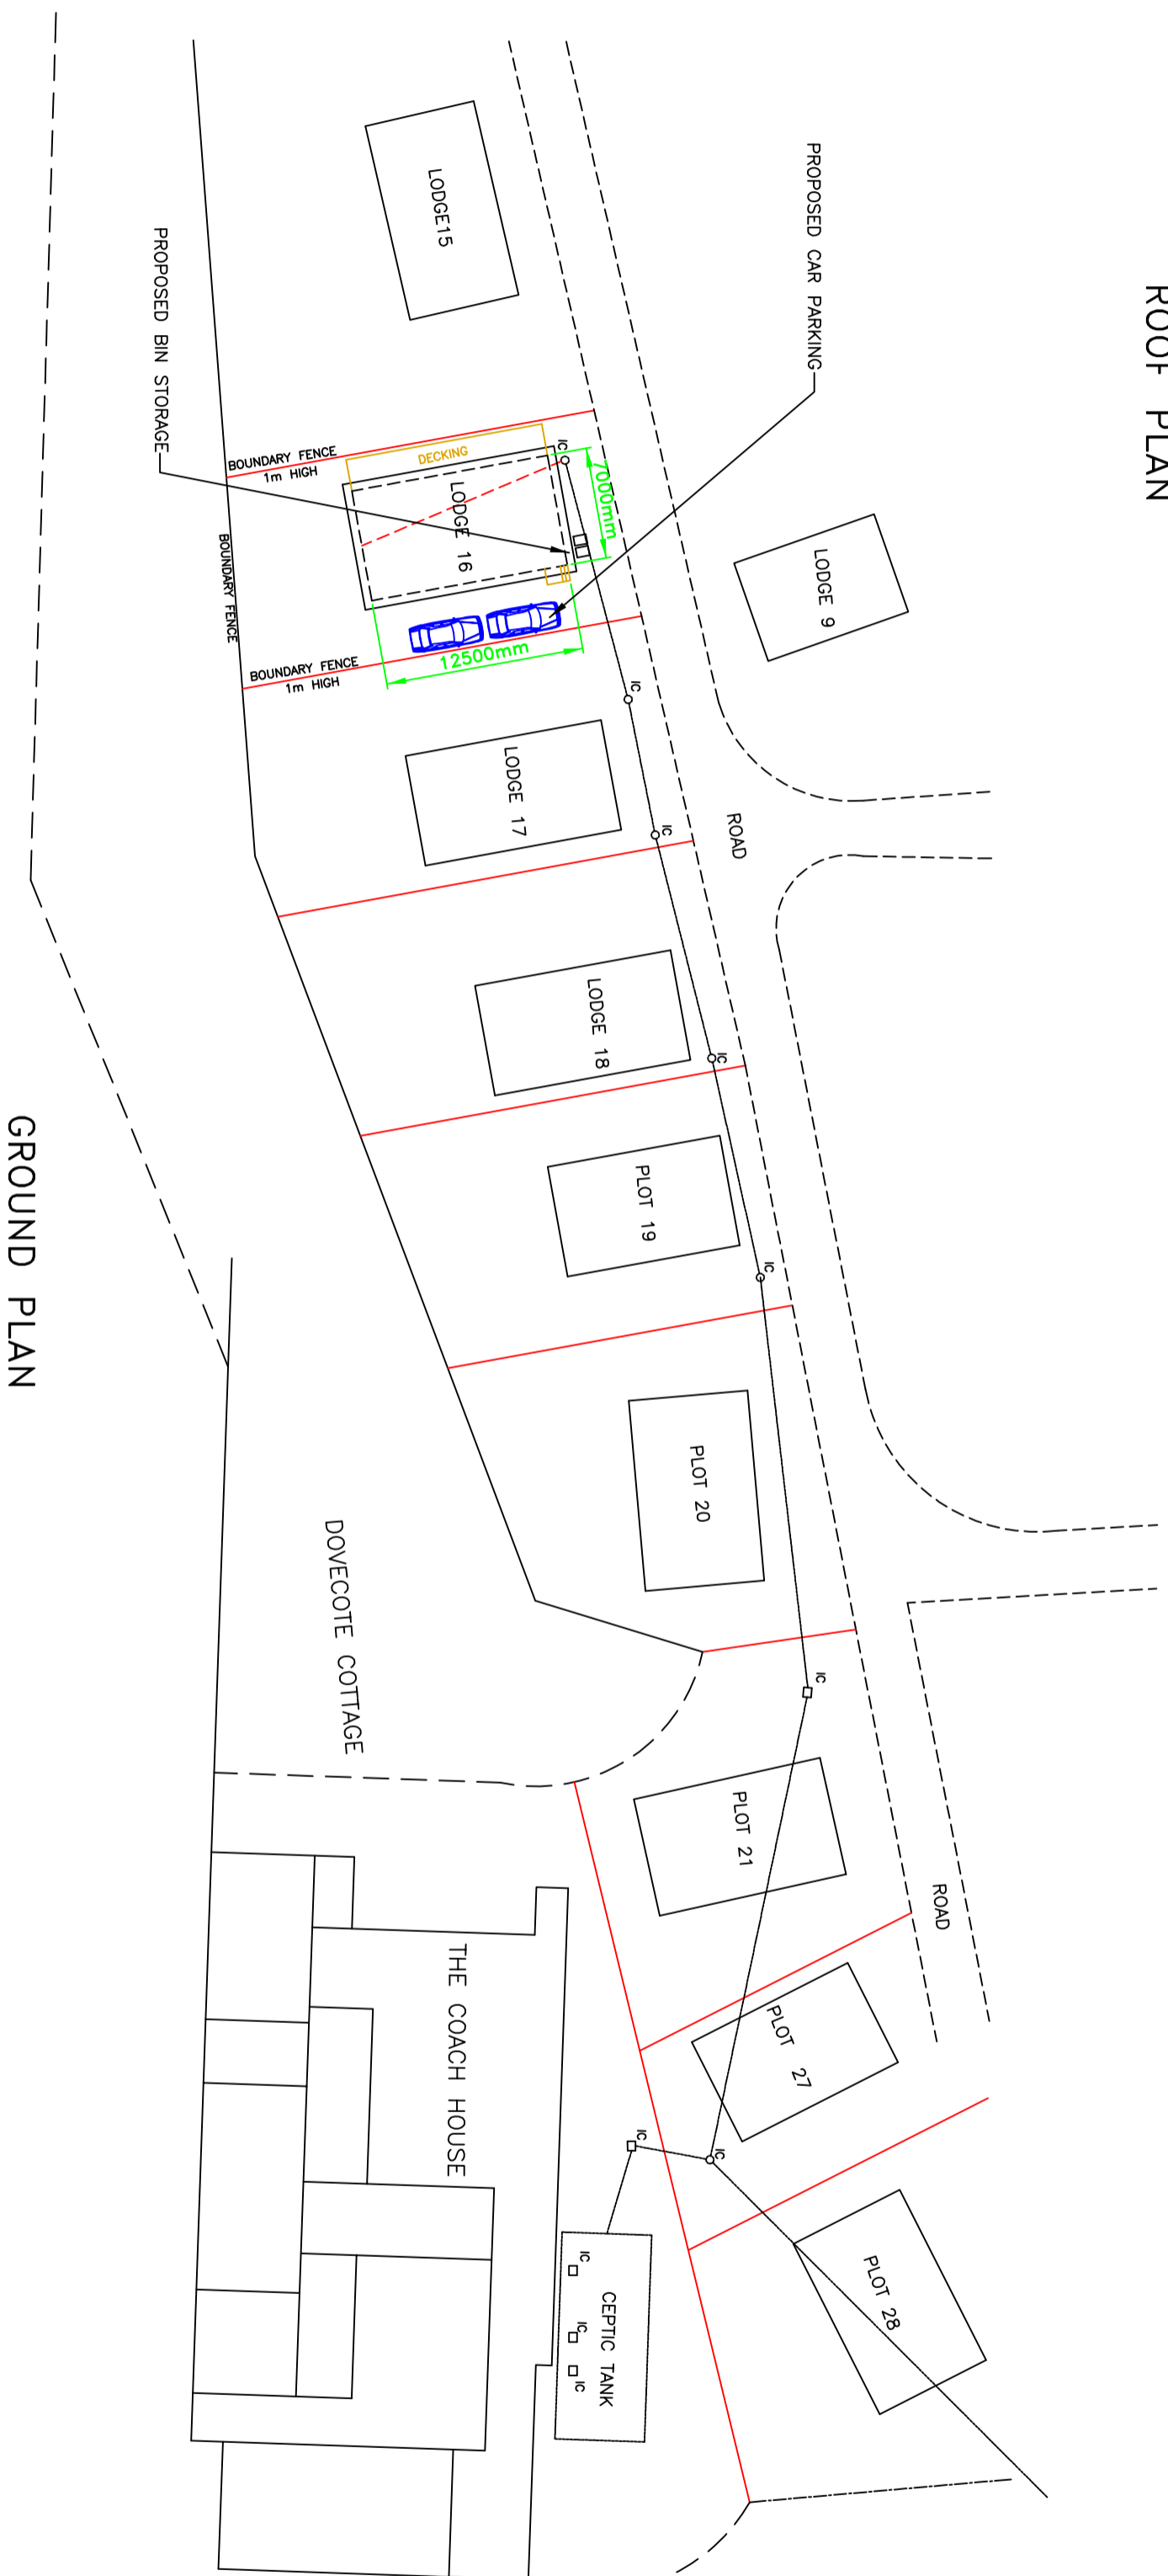 ROOF PLAN
PROPOSED CAR PARKING
LODGE15
PROPOSED BIN STORAGE
BOUNDARY FENCE
1m HIGH
DECKING
IC
7000mm
LODGE 16
LODGE 9
BOUNDARY FENCE
12500mm
BOUNDARY FENCE
1m HIGH
IC
LODGE 17
IC
ROAD
LODGE 18
IC
PLOT 19
IC
GROUND PLAN
PLOT 20
DOVECOTE COTTAGE
IC
PLOT 21
ROAD
THE COACH HOUSE
PLOT 27
IC
IC
PLOT 28
IC
IC
IC
CEPTIC TANK